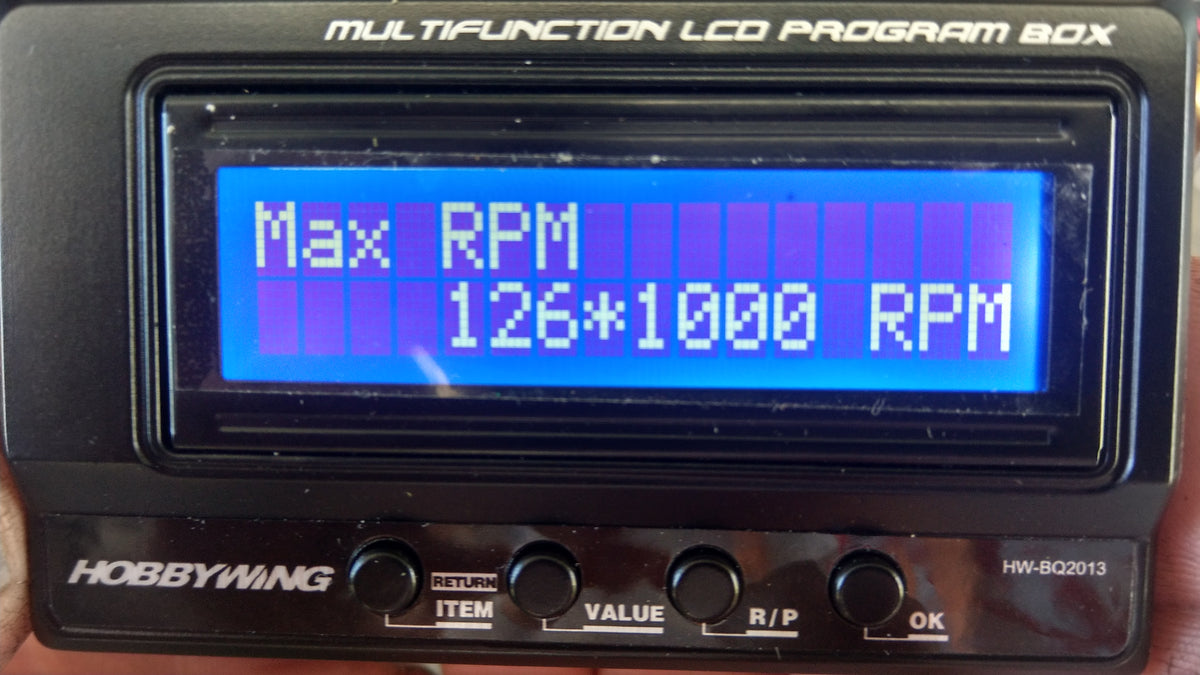 MULTIFUNCTION LCD PROGRAM BOX
Max RPM
126*1000 RPM
HOBBYWING
RETURN
ITEM
VALUE
R/P
OK
HW-BQ2013